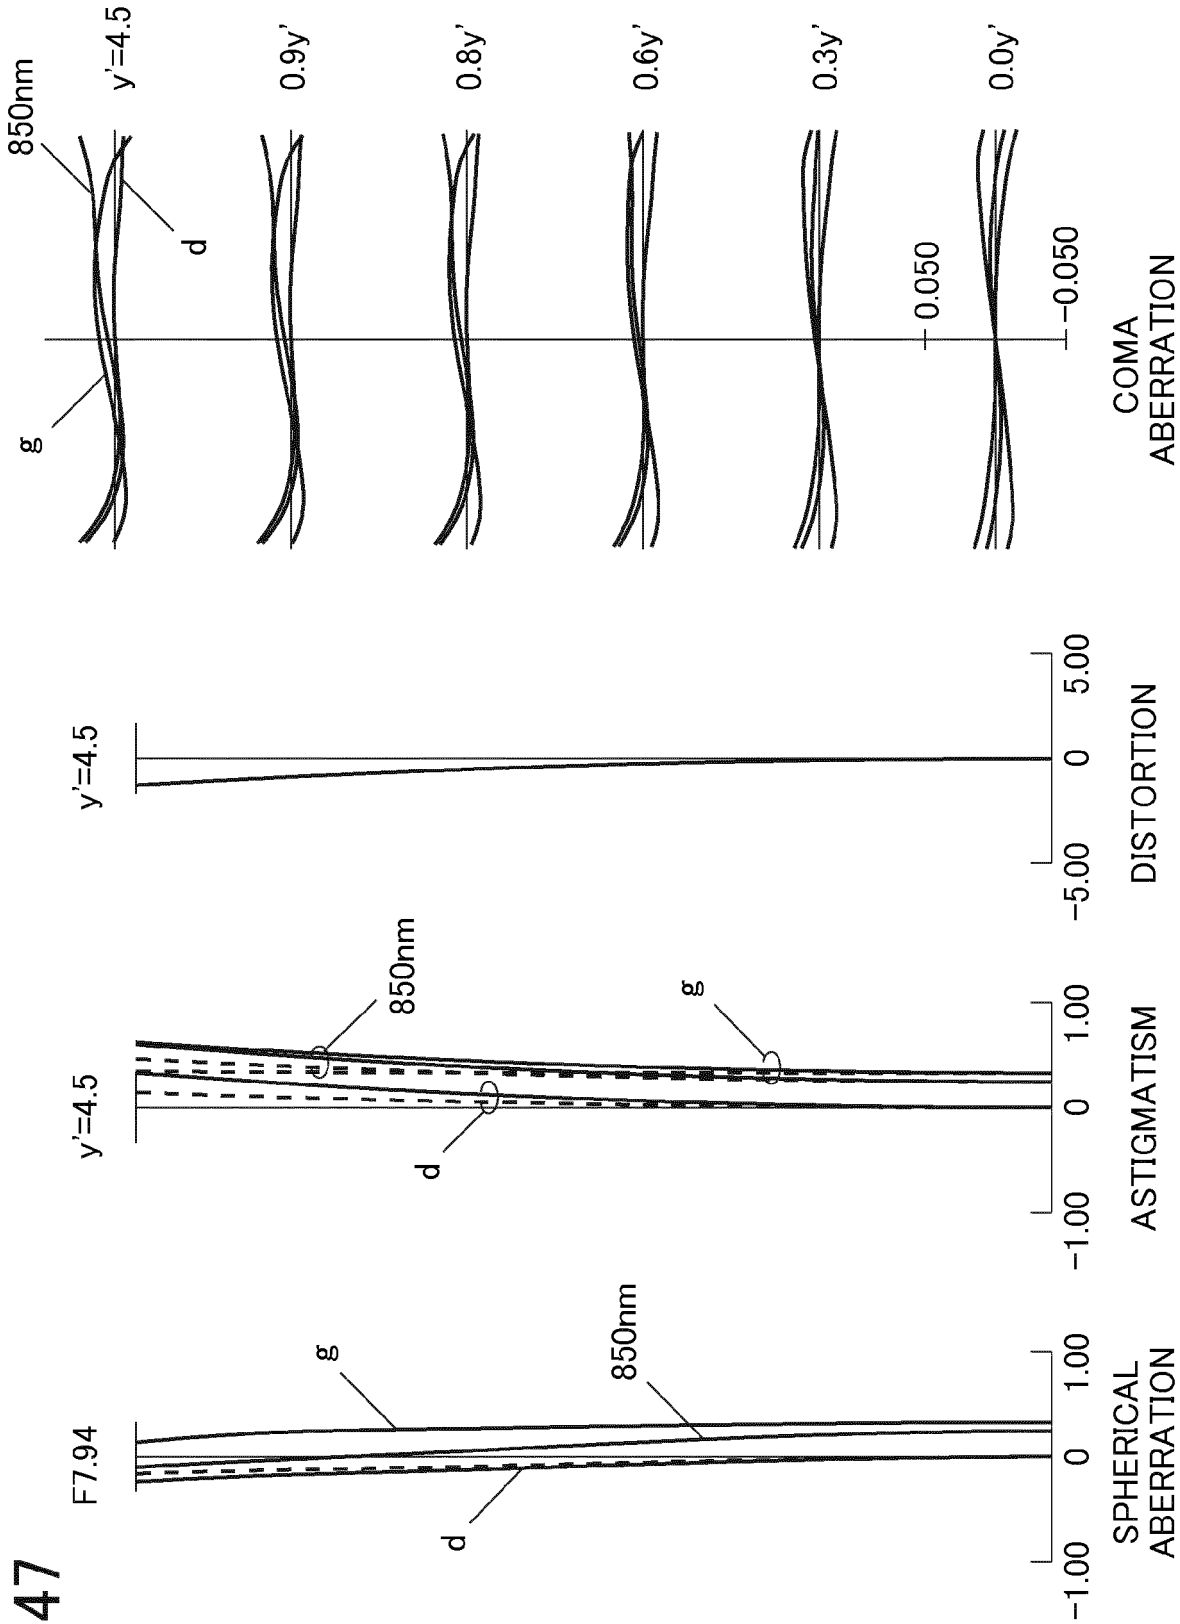 47
F7.94
g
850nm
d
-1.00
0
1.00
SPHERICAL
ABERRATION
y'=4.5
850nm
g
d
-1.00
0
1.00
ASTIGMATISM
y'=4.5
-5.00
0
5.00
DISTORTION
850nm
g
d
y'=4.5
0.9y'
0.8y'
0.6y'
0.3y'
0.0y'
0.050
-0.050
COMA
ABERRATION